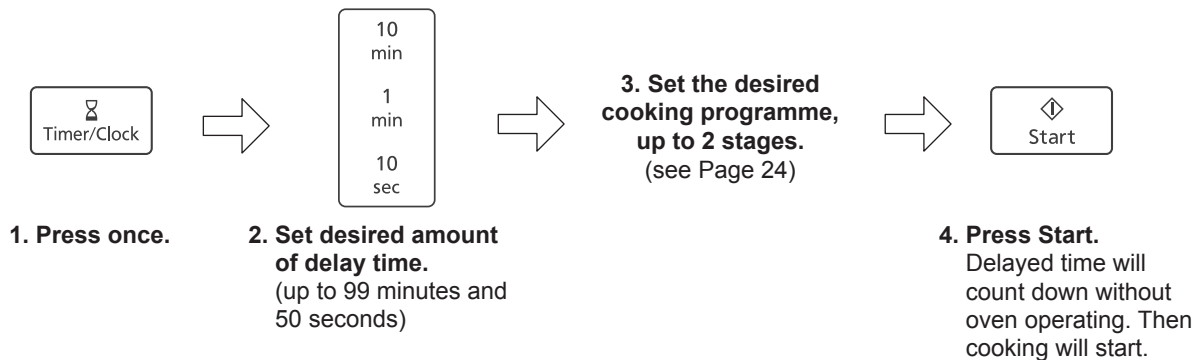 Timer/Clock
10
min
1
min
10
sec
3. Set the desired
cooking programme,
up to 2 stages.
(see Page 24)
Start
1. Press once.
2. Set desired amount
of delay time.
(up to 99 minutes and
50 seconds)
4. Press Start.
Delayed time will
count down without
oven operating. Then
cooking will start.